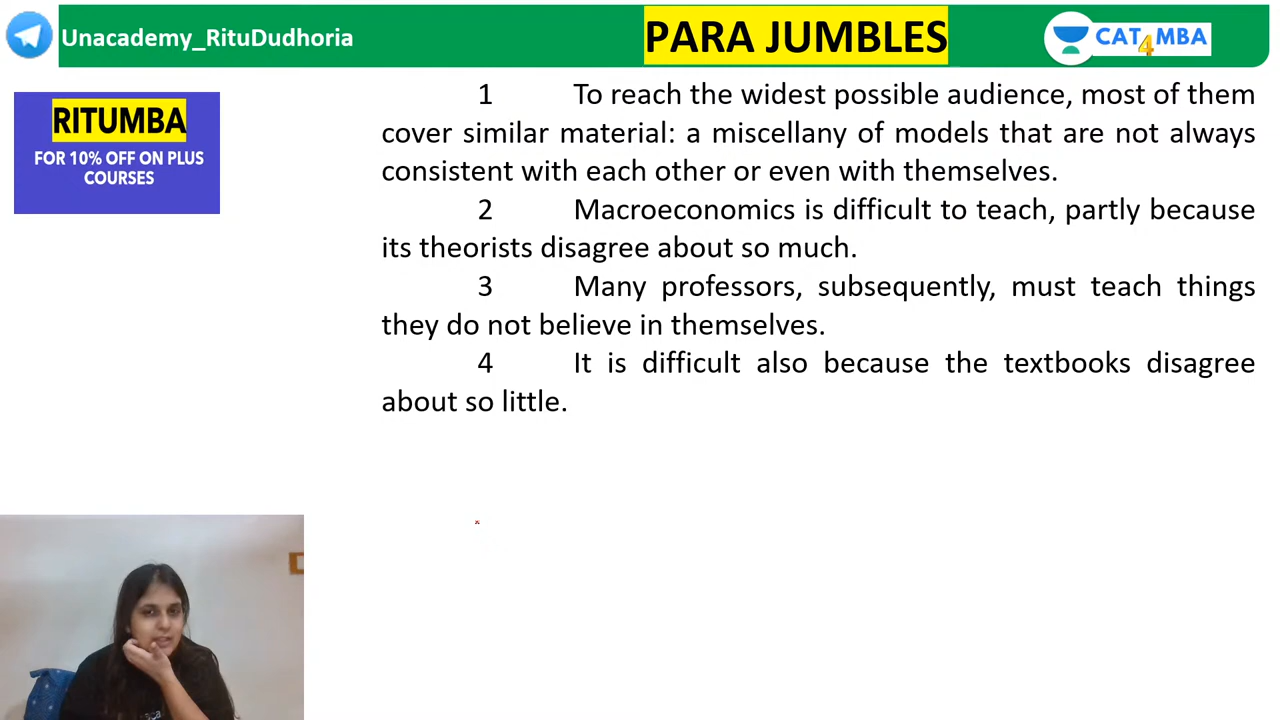 Unacademy_RituDudhoria
PARA JUMBLES
CAT4MBA
RITUMBA
FOR 10% OFF ON PLUS
COURSES
1 To reach the widest possible audience, most of them
cover similar material: a miscellany of models that are not always
consistent with each other or even with themselves.
2 Macroeconomics is difficult to teach, partly because
its theorists disagree about so much.
3 Many professors, subsequently, must teach things
they do not believe in themselves.
4 It is difficult also because the textbooks disagree
about so little.